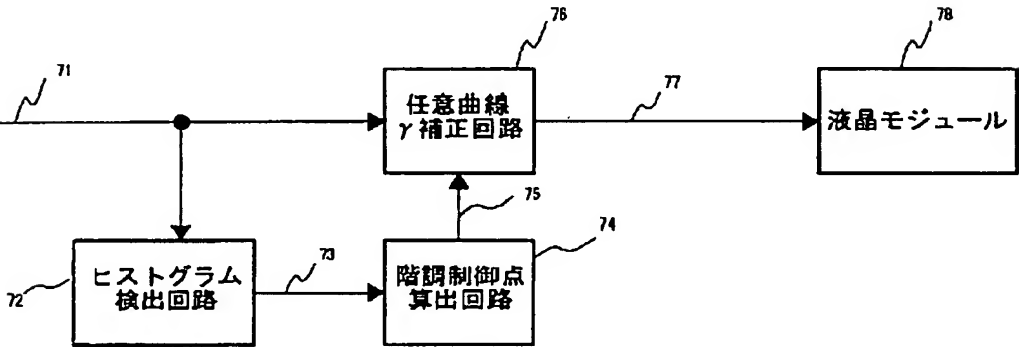 76
78
71
77
任意曲線
γ補正回路
液晶モジュール
75
74
73
72
ヒストグラム
検出回路
階調制御点
算出回路